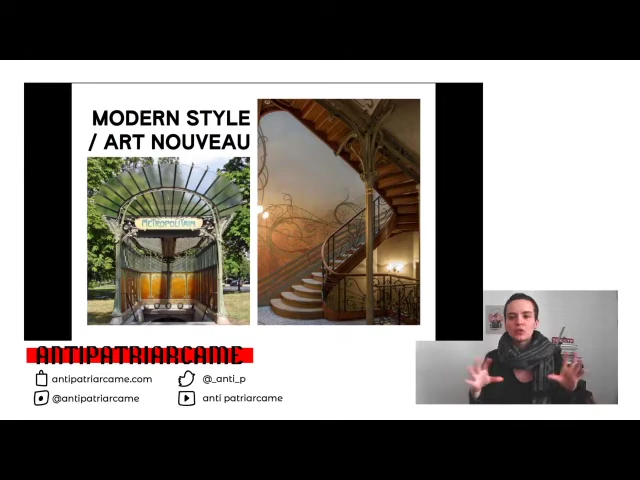 MODERN STYLE
/ ART NOUVEAU
METROPOLITAIN
ANTIPATRIARCAME
antipatriarcame.com
@_anti_p
@antipatriarcame
anti patriarcame